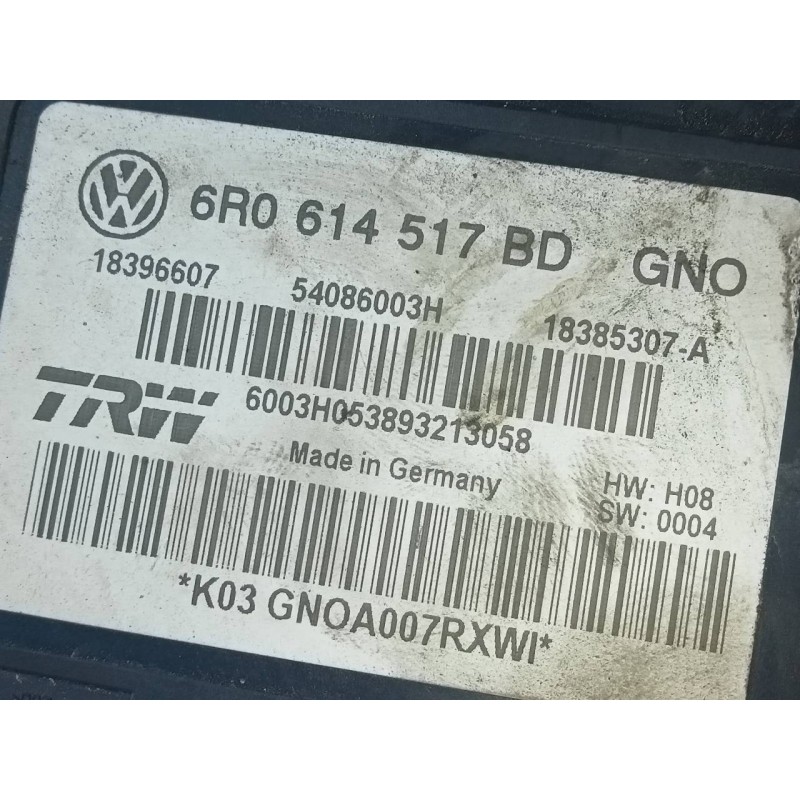 6R0 614 517 BD GNO
18396607 54086003H 18385307-A
TRW 6003H053893213058
Made in Germany
HW: H08
SW: 0004
*K03 GNOA007RXWI*